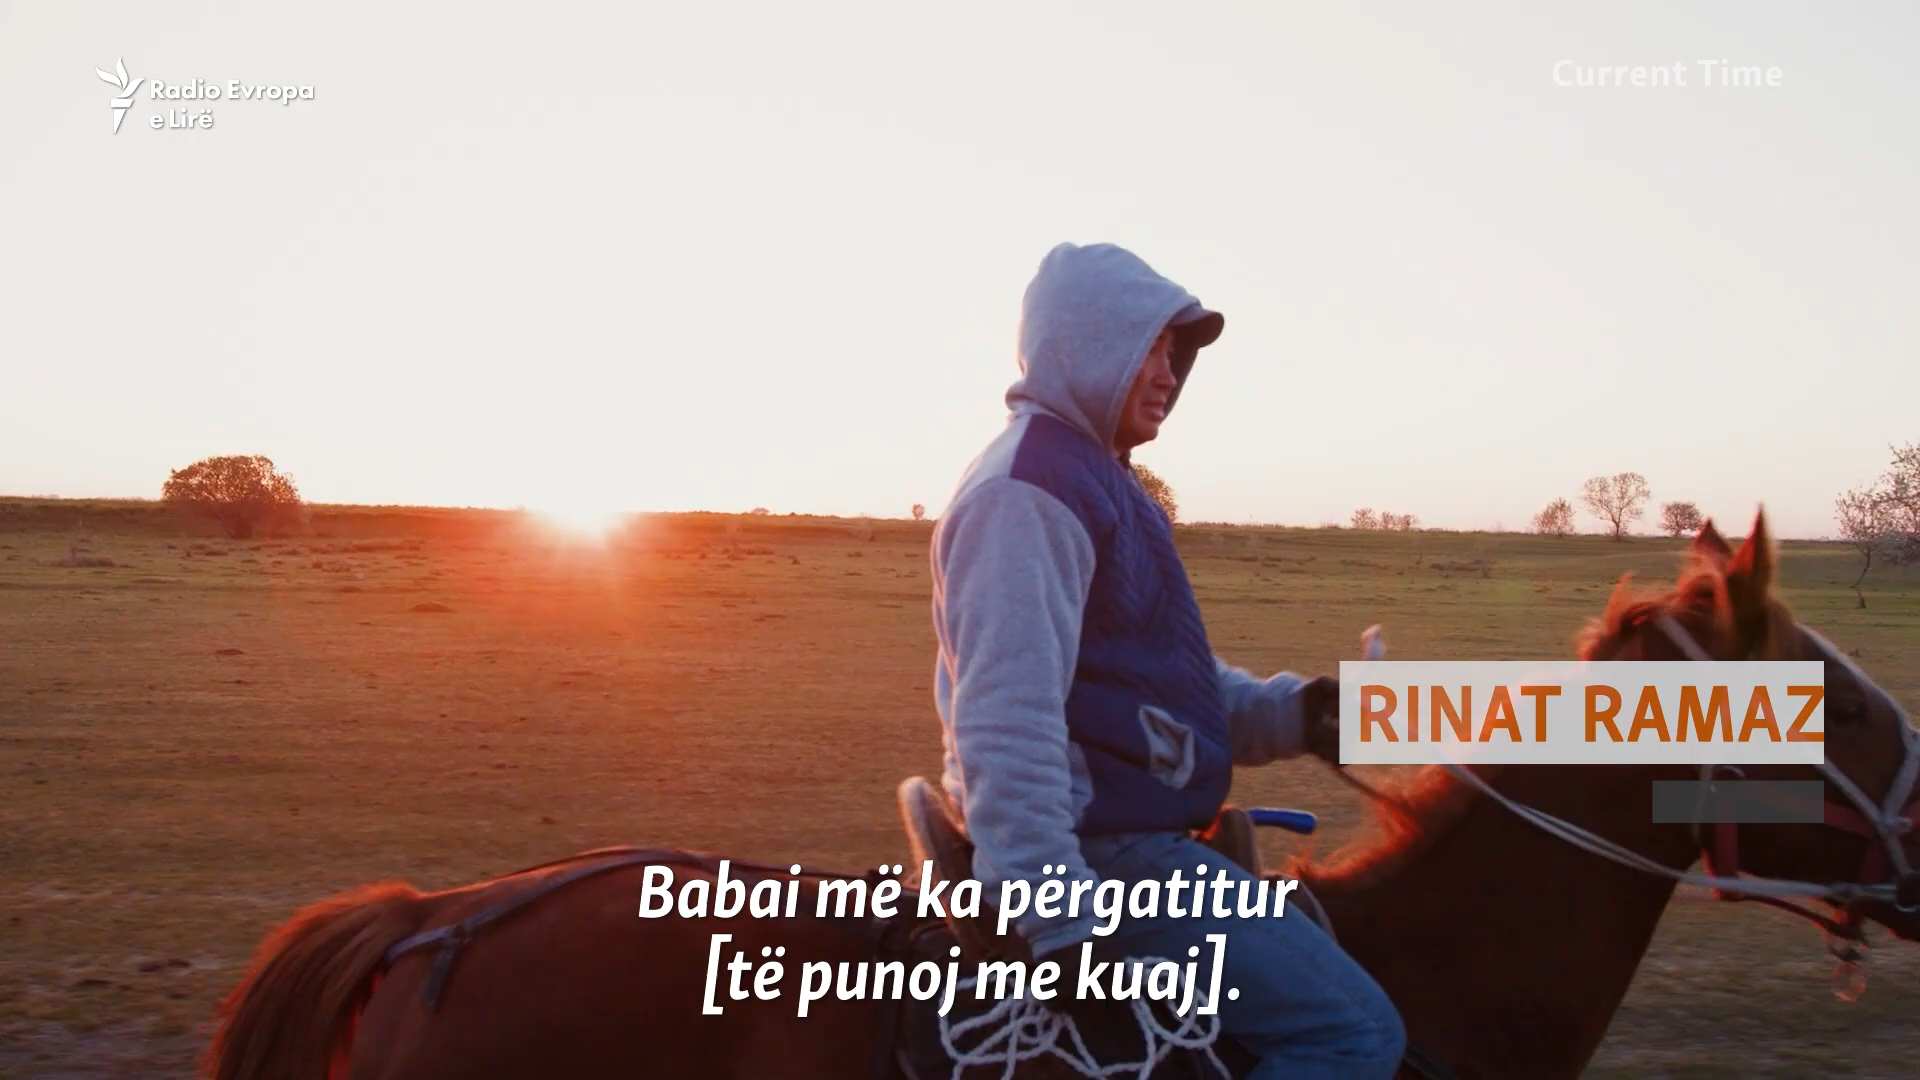 Radio Evropa
e Lirë
Current Time
RINAT RAMAZ
Babai më ka përgatitur
[të punoj me kuaj].